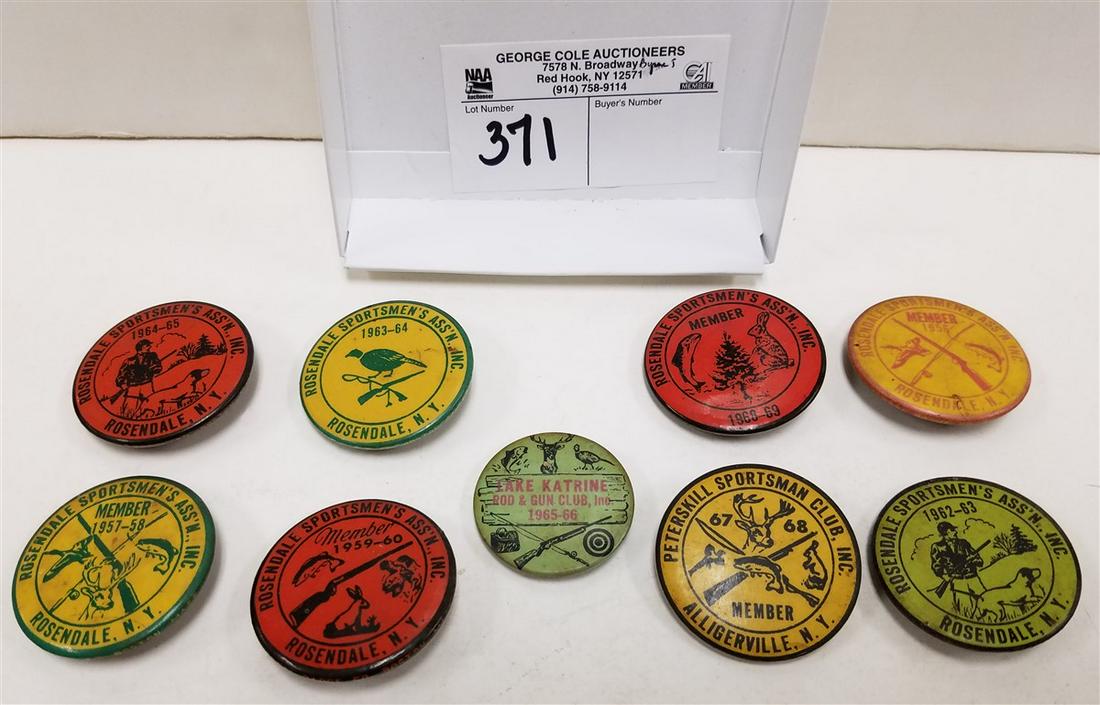 GEORGE COLE AUCTIONEERS
7578 N. Broadway
Red Hook, NY 12571
(914) 758-9114
NAA
Auctioneer
CAI
MEMBER
Lot Number
Buyer's Number
371
ROSENDALE SPORTSMEN'S ASS'N., INC.
1964-65
ROSENDALE, N.Y.
ROSENDALE SPORTSMEN'S ASS'N., INC
1963-64
ROSENDALE, N.Y.
ROSENDALE SPORTSMEN'S ASS'N., INC.
MEMBER
1968-69
ROSENDALE SPORTSMEN ASS'N., INC.
MEMBER
1956
ROSENDALE, N.Y.
ROSENDALE SPORTSMEN'S ASS'N., INC
MEMBER
1957-58
ROSENDALE, N.Y.
ROSENDALE SPORTSMEN'S ASS'N., INC.
Member
1959-60
ROSENDALE, N.Y.
LAKE KATRINE
ROD & GUN CLUB, Inc.
1965-66
PETERSKILL SPORTSMAN CLUB, INC
67 68
MEMBER
ALLIGERVILLE, N.Y.
ROSENDALE SPORTSMEN'S ASS'N., INC.
1962-63
ROSENDALE, N.